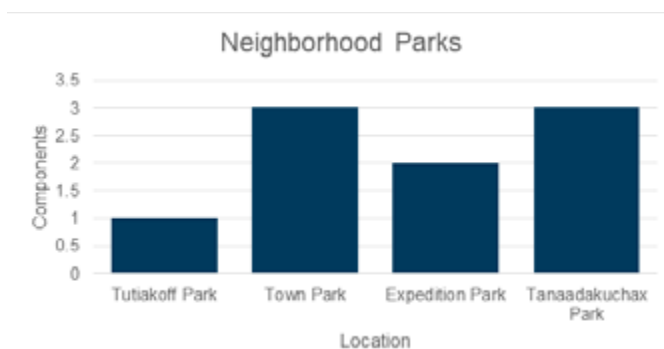 Neighborhood Parks
3.5
3
2.5
2
1.5
1
0.5
0
Components
Tutiakoff Park
Town Park
Expedition Park
Tanaadakuchax
Park
Location